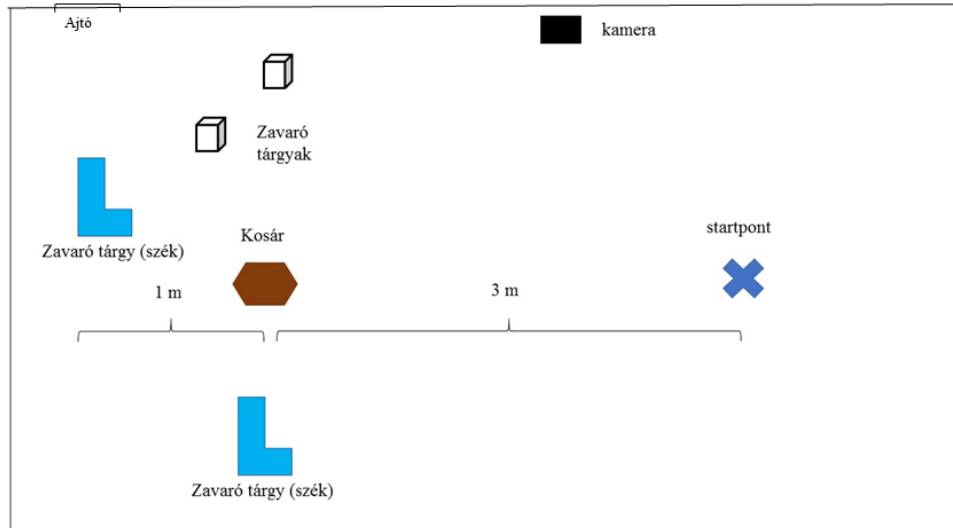 Ajtó
kamera
Zavaró
tárgyak
Zavaró tárgy (szék)
Kosár
startpont
1 m
3 m
Zavaró tárgy (szék)